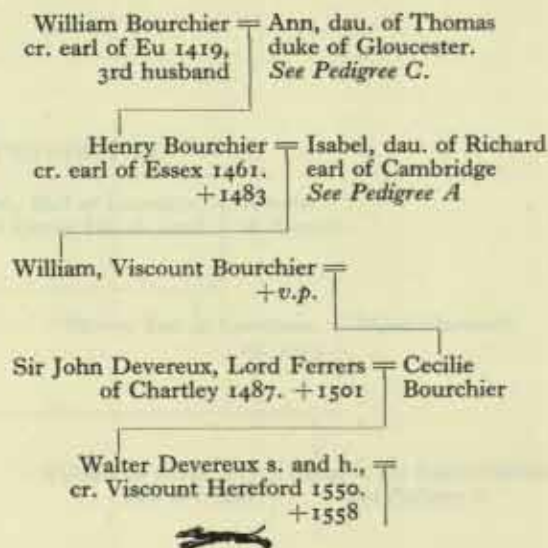 William Bourchier = Ann, dau. of Thomas
cr. earl of Eu 1419, duke of Gloucester.
3rd husband See Pedigree C.
Henry Bourchier = Isabel, dau. of Richard
cr. earl of Essex 1461. earl of Cambridge
+1483 See Pedigree A
William, Viscount Bourchier =
+v.p.
Sir John Devereux, Lord Ferrers = Cecilie
of Chartley 1487. +1501 Bourchier
Walter Devereux s. and h., =
cr. Viscount Hereford 1550.
+1558